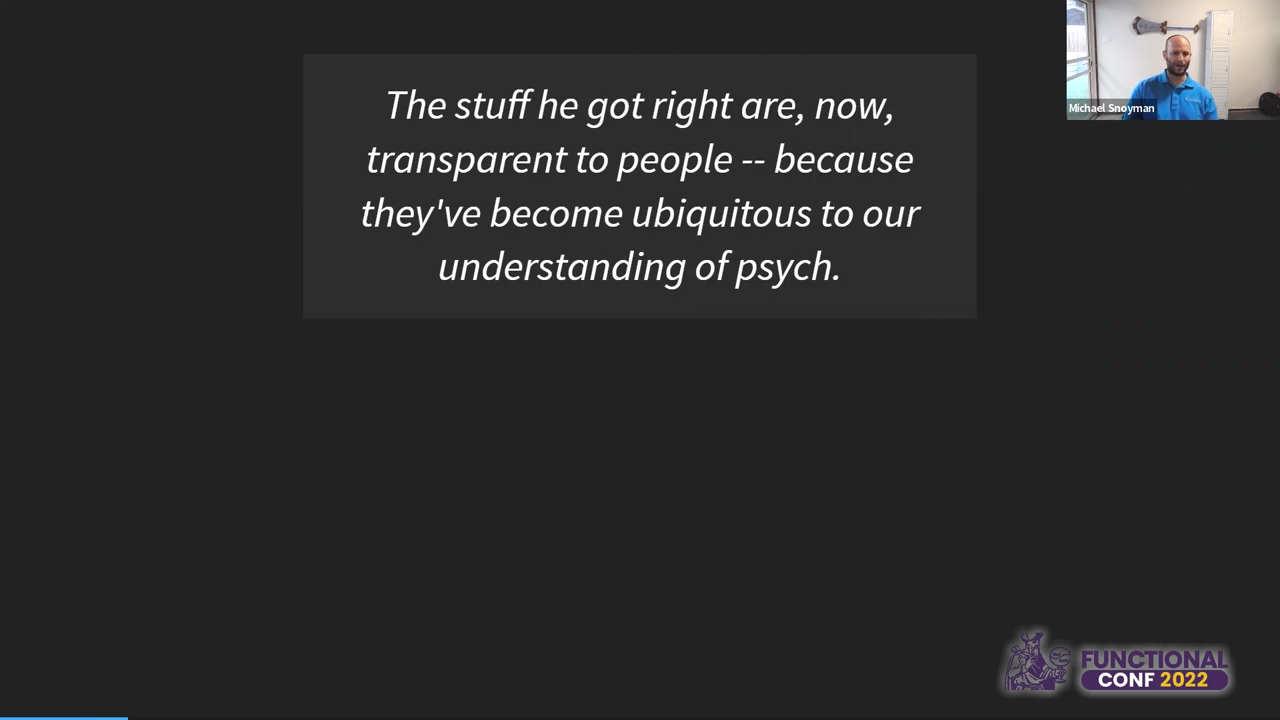 The stuff he got right are, now,
transparent to people -- because
they've become ubiquitous to our
understanding of psych.
Michael Snoyman
FUNCTIONAL
CONF 2022